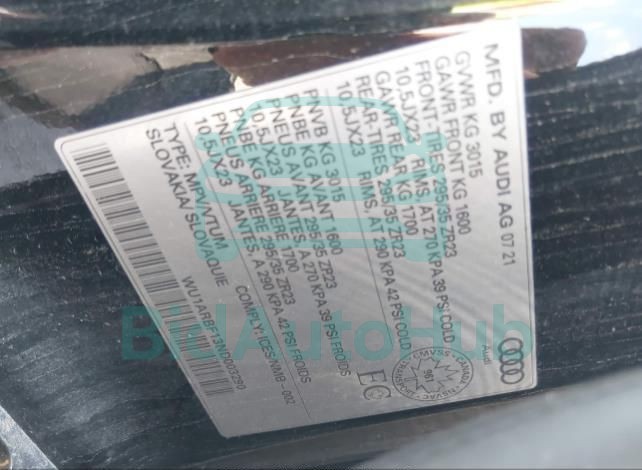 MFD. BY AUDI AG 07 21
GVWR KG 3015
GAWR FRONT KG 1600
FRONT-TIRES 295/35 ZR23
10,5JX23 RIMS, AT 270 KPA 39 PSI COLD
GAWR REAR KG 1700
REAR-TIRES 295/35 ZR23
10,5JX23 RIMS, AT 290 KPA 42 PSI COLD
PNVB KG 3015
PNBE KG AVANT 1600
PNEUS AVANT 295/35 ZR23
10,5JX23 JANTES, A 270 KPA 39 PSI FROIDS
PNBE KG ARRIERE 1700
PNEUS ARRIERE 295/35 ZR23
10,5JX23 JANTES, A 290 KPA 42 PSI FROIDS
TYPE: MPV/VTUM COMPLY: ICES/NMB - 002
SLOVAKIA/ SLOVAQUIE
WU1ARBF13ND003290
Audi
CMVSS
961
EC
BidAutoHub